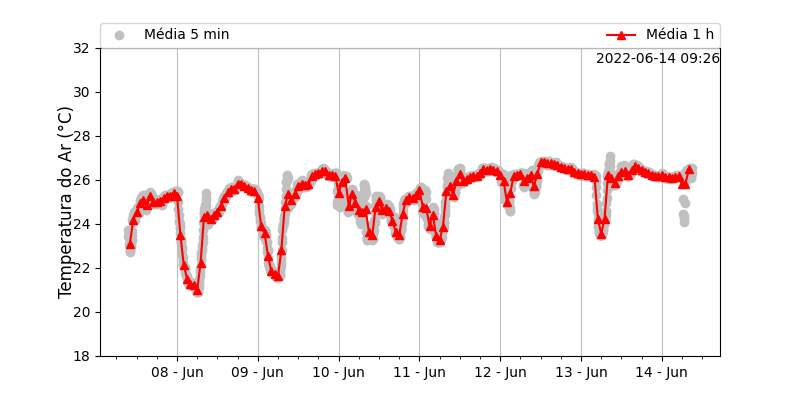 Média 5 min
Média 1 h
2022-06-14 09:26
Temperatura do Ar (°C)
32
30
28
26
24
22
20
18
08 - Jun
09 - Jun
10 - Jun
11 - Jun
12 - Jun
13 - Jun
14 - Jun